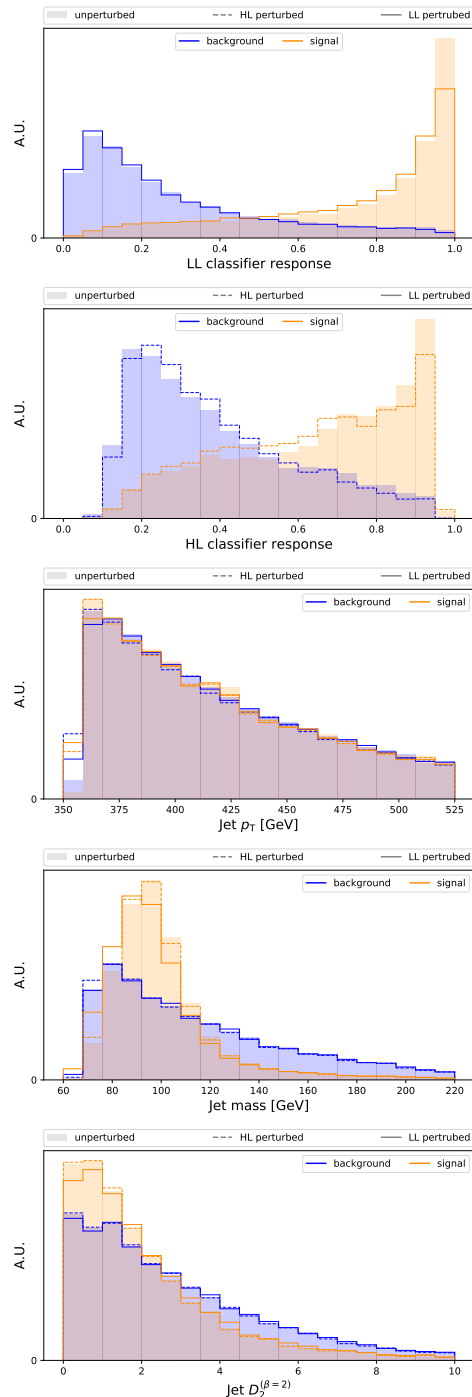 unperturbed HL perturbed LL pertrubed
background signal
A.U.
0
0.0 0.2 0.4 0.6 0.8 1.0
LL classifier response
unperturbed HL perturbed LL pertrubed
background signal
A.U.
0
0.0 0.2 0.4 0.6 0.8 1.0
HL classifier response
unperturbed HL perturbed LL pertrubed
background signal
A.U.
0
350 375 400 425 450 475 500 525
Jet p_T [GeV]
unperturbed HL perturbed LL pertrubed
background signal
A.U.
0
60 80 100 120 140 160 180 200 220
Jet mass [GeV]
unperturbed HL perturbed LL pertrubed
background signal
A.U.
0
0 2 4 6 8 10
Jet D_2^{(β=2)}